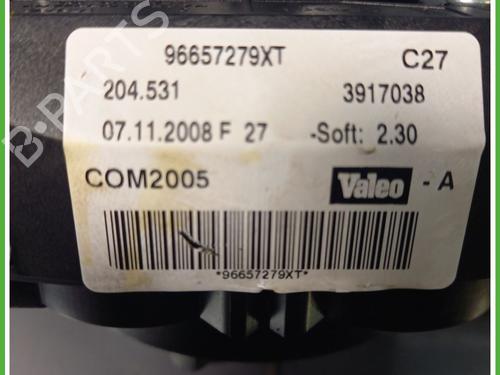 96657279XT C27
204.531 3917038
07.11.2008 F 27 -Soft: 2.30
COM2005 Valeo - A
*96657279XT*
B-PARTS